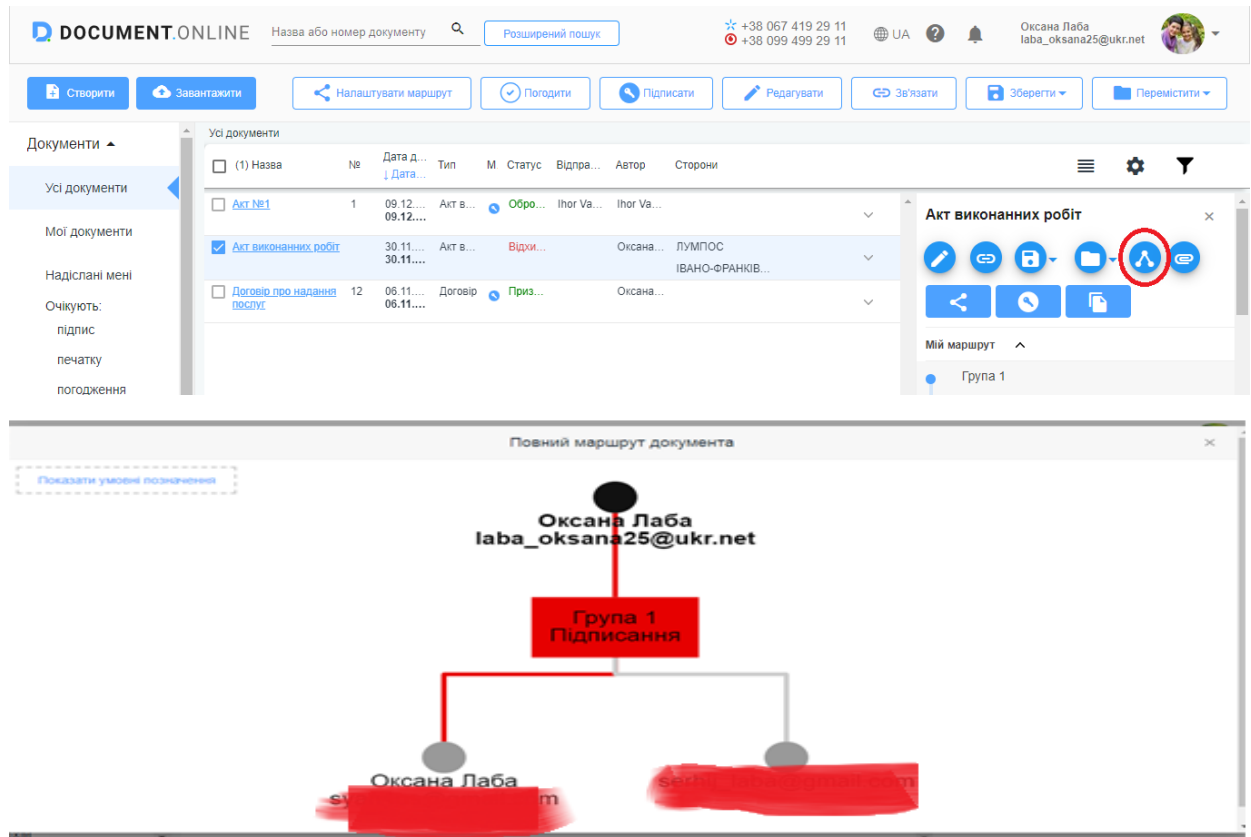 DOCUMENT.ONLINE
Назва або номер документу
Розширений пошук
+38 067 419 29 11
+38 099 499 29 11
UA
Оксана Лаба
laba_oksana25@ukr.net
Створити
Завантажити
Налаштувати маршрут
Погодити
Підписати
Редагувати
Зв'язати
Зберегти
Перемістити
Документи
Усі документи
Мої документи
Надіслані мені
Очікують:
підпис
печатку
погодження
Усі документи
(1) Назва № Дата д... Тип М Статус Відпра... Автор Сторони
↓ Дата...
Акт №1 1 09.12.... Акт в... Обро... Ihor Va... Ihor Va...
09.12....
Акт виконанних робіт 30.11.... Акт в... Відхи... Оксана... ЛУМПОС
30.11.... ІВАНО-ФРАНКІВ...
Договір про надання 12 06.11.... Договір Приз... Оксана...
послуг 06.11....
Акт виконанних робіт
Мій маршрут
Група 1
Повний маршрут документа
Показати умовні позначення
Оксана Лаба
laba_oksana25@ukr.net
Група 1
Підписання
Оксана Лаба